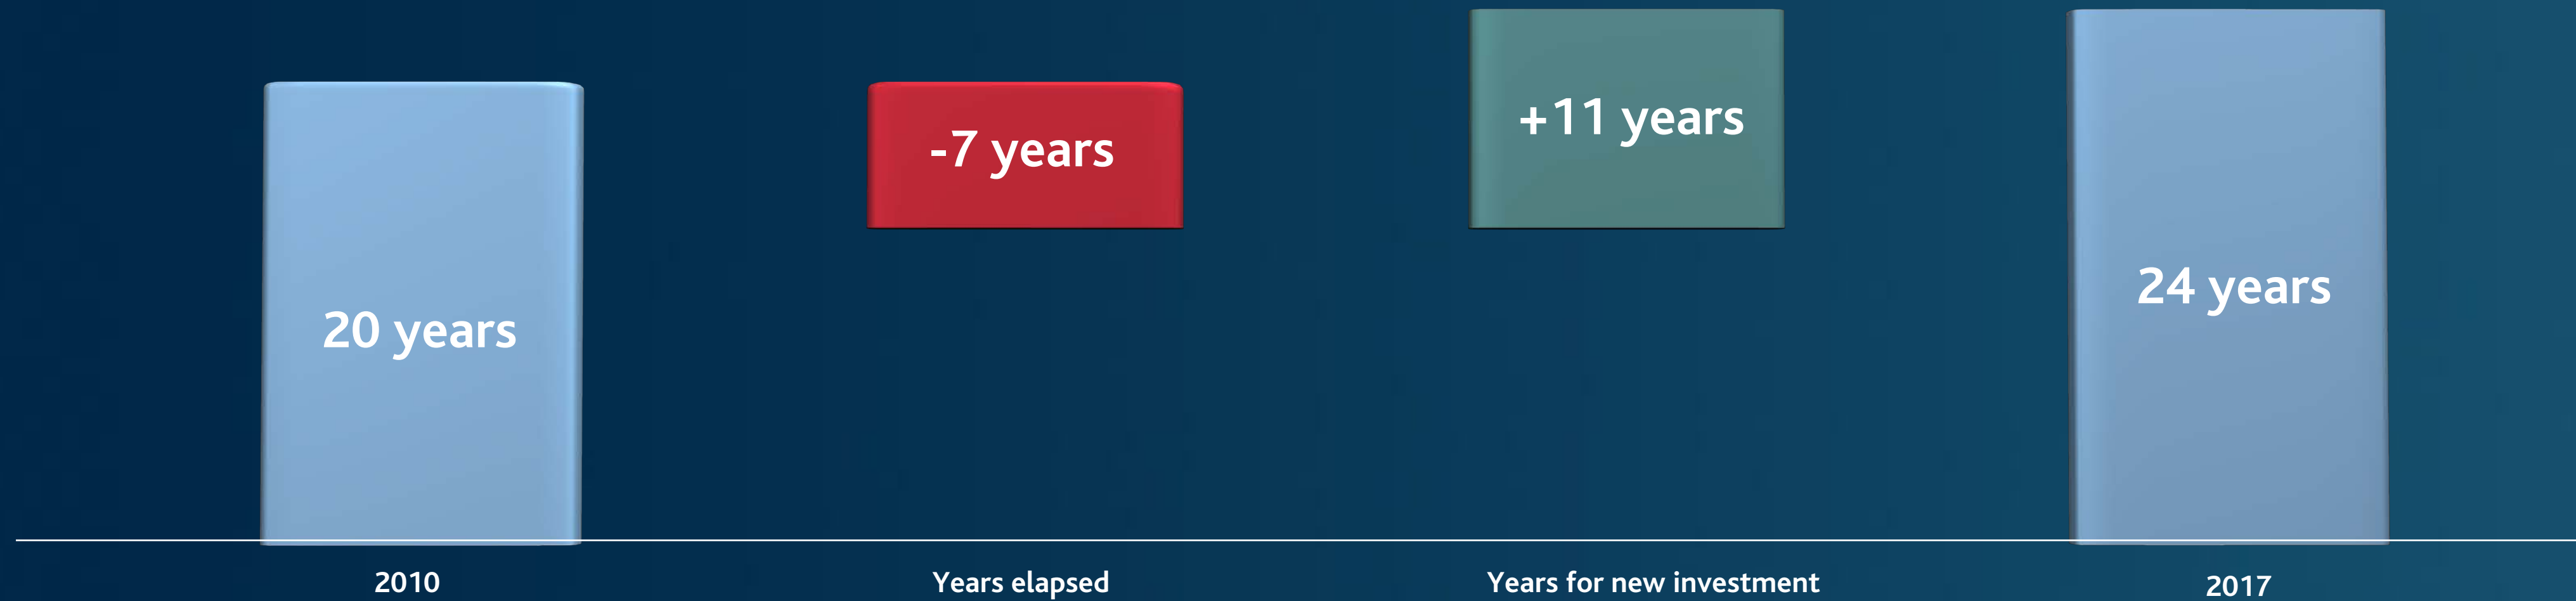 20 years
-7 years
+11 years
24 years
2010
Years elapsed
Years for new investment
2017